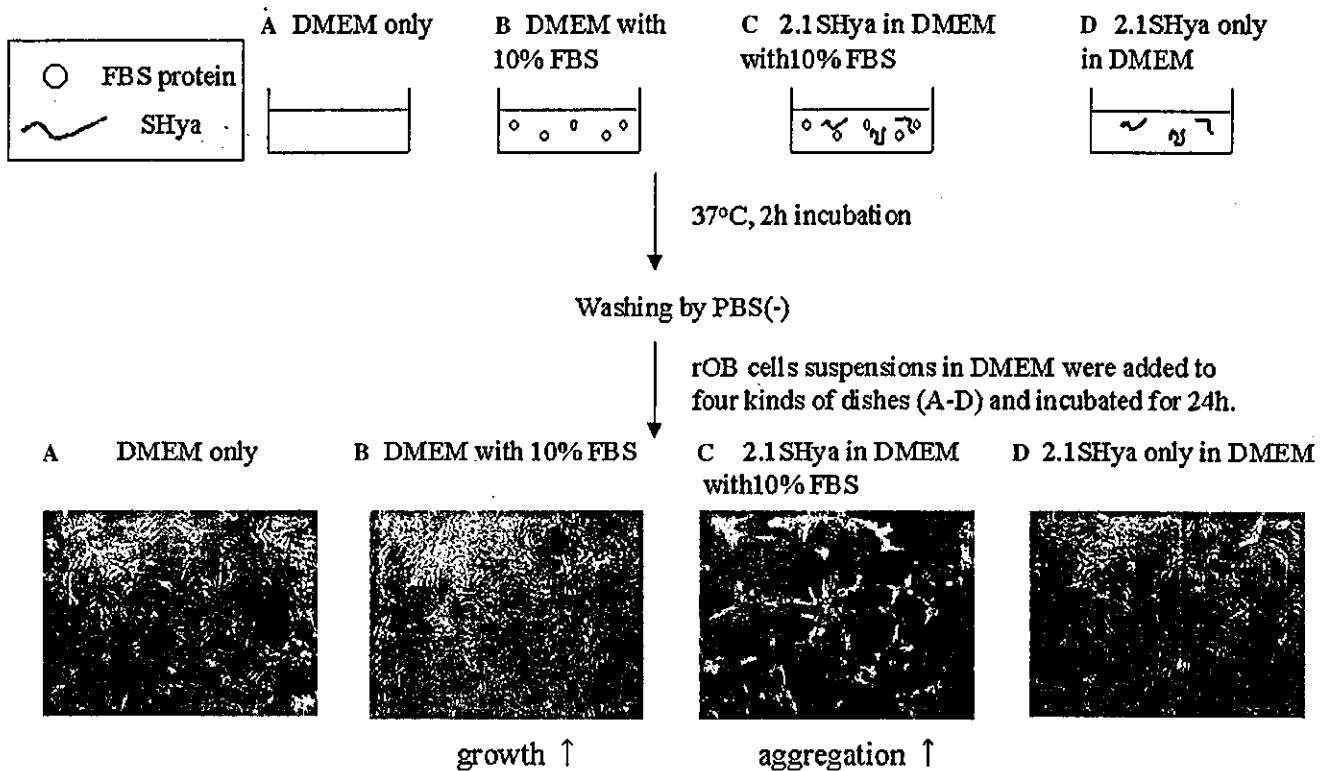 A DMEM only
B DMEM with
10% FBS
C 2.1SHya in DMEM
with10% FBS
D 2.1SHya only
in DMEM
FBS protein
SHya
37°C, 2h incubation
Washing by PBS(-)
rOB cells suspensions in DMEM were added to
four kinds of dishes (A-D) and incubated for 24h.
A DMEM only
B DMEM with 10% FBS
C 2.1SHya in DMEM
with10% FBS
D 2.1SHya only in DMEM
growth ↑
aggregation ↑